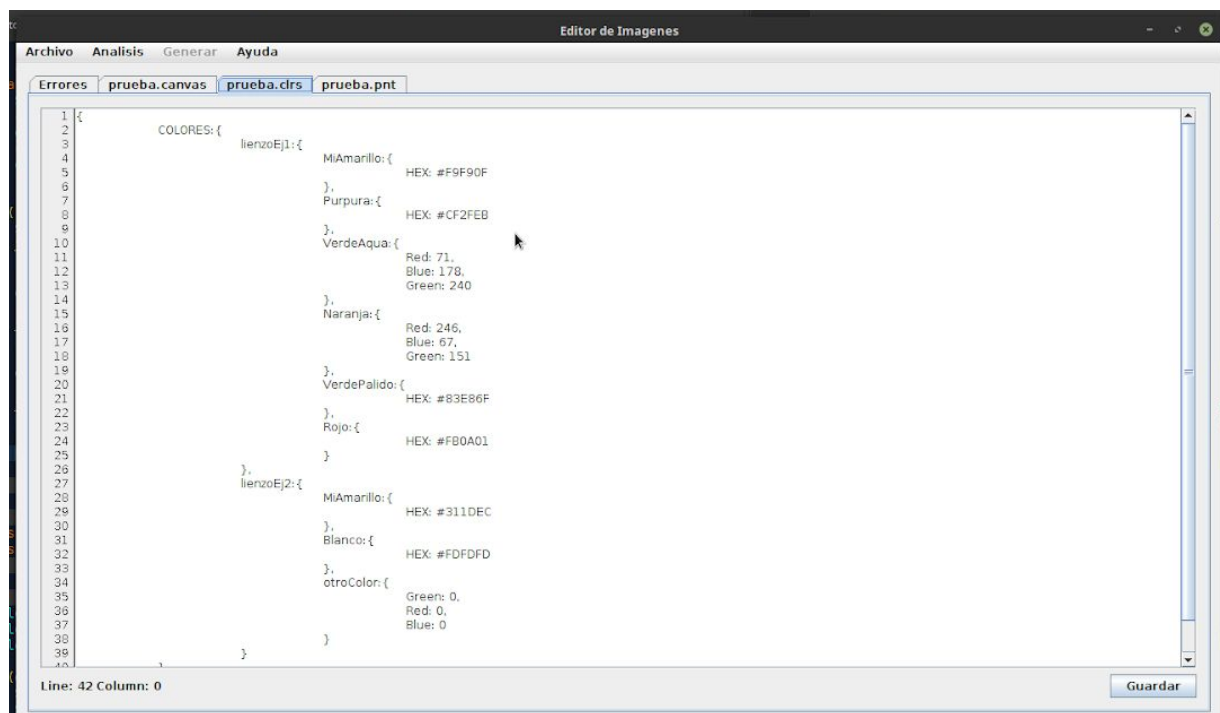 Editor de Imagenes
Archivo Analisis Generar Ayuda
Errores prueba.canvas prueba.clrs prueba.pnt
1 {
2 COLORES:{
3 lienzoEj1:{
4 MiAmarillo:{
5 HEX: #F9F90F
6 },
7 Purpura:{
8 HEX: #CF2FEB
9 },
10 VerdeAqua:{
11 Red: 71,
12 Blue: 178,
13 Green: 240
14 },
15 Naranja:{
16 Red: 246,
17 Blue: 67,
18 Green: 151
19 },
20 VerdePalido:{
21 HEX: #83E86F
22 },
23 Rojo:{
24 HEX: #FB0A01
25 }
26 },
27 lienzoEj2:{
28 MiAmarillo:{
29 HEX: #311DEC
30 },
31 Blanco:{
32 HEX: #FDFDFD
33 },
34 otroColor:{
35 Green: 0,
36 Red: 0,
37 Blue: 0
38 }
39 }
Line: 42 Column: 0
Guardar